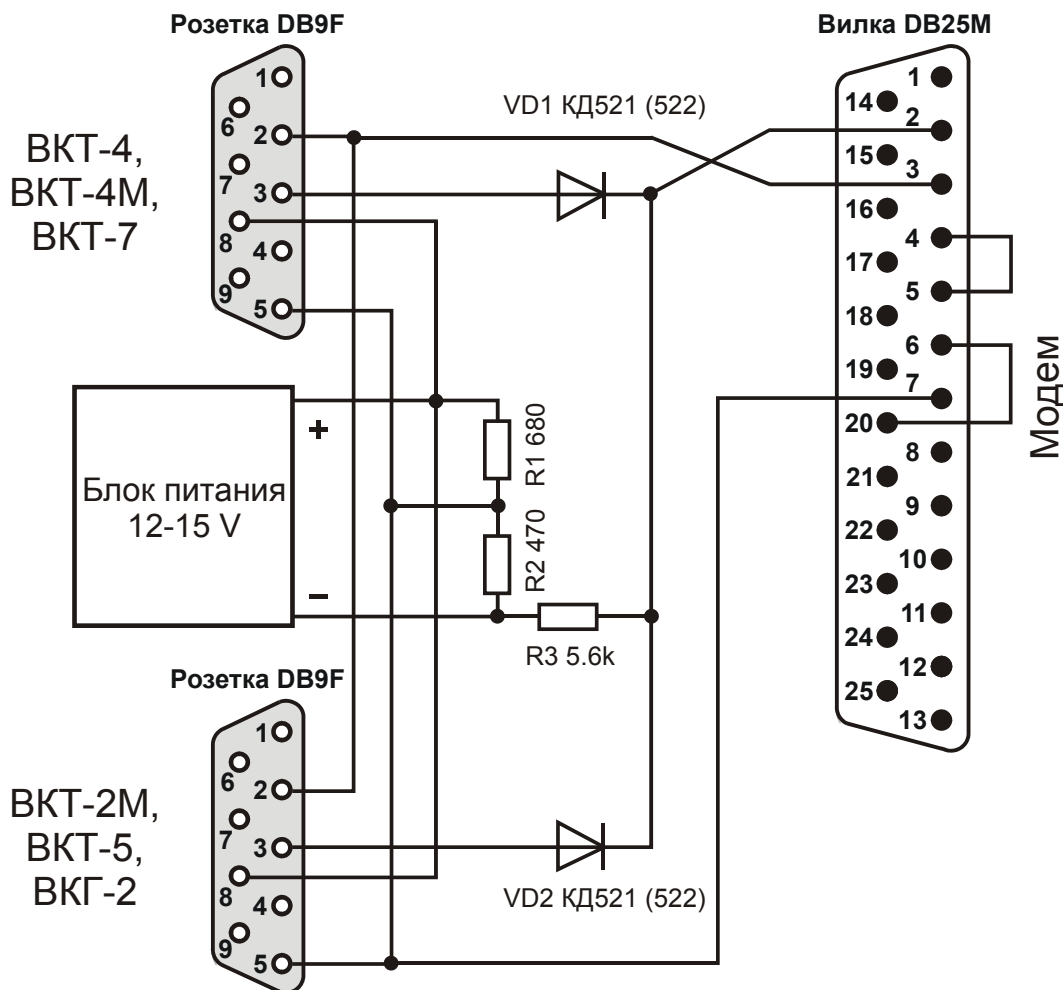 Розетка DB9F
1
6
2
7
3
8
4
9
5
ВКТ-4,
ВКТ-4М,
ВКТ-7
VD1 КД521 (522)
Вилка DB25M
1
14
2
15
3
16
4
17
5
18
6
19
7
20
8
21
9
22
10
23
11
24
12
25
13
Модем
Блок питания
12-15 V
+
–
R1 680
R2 470
R3 5.6k
Розетка DB9F
1
6
2
7
3
8
4
9
5
ВКТ-2М,
ВКТ-5,
ВКГ-2
VD2 КД521 (522)